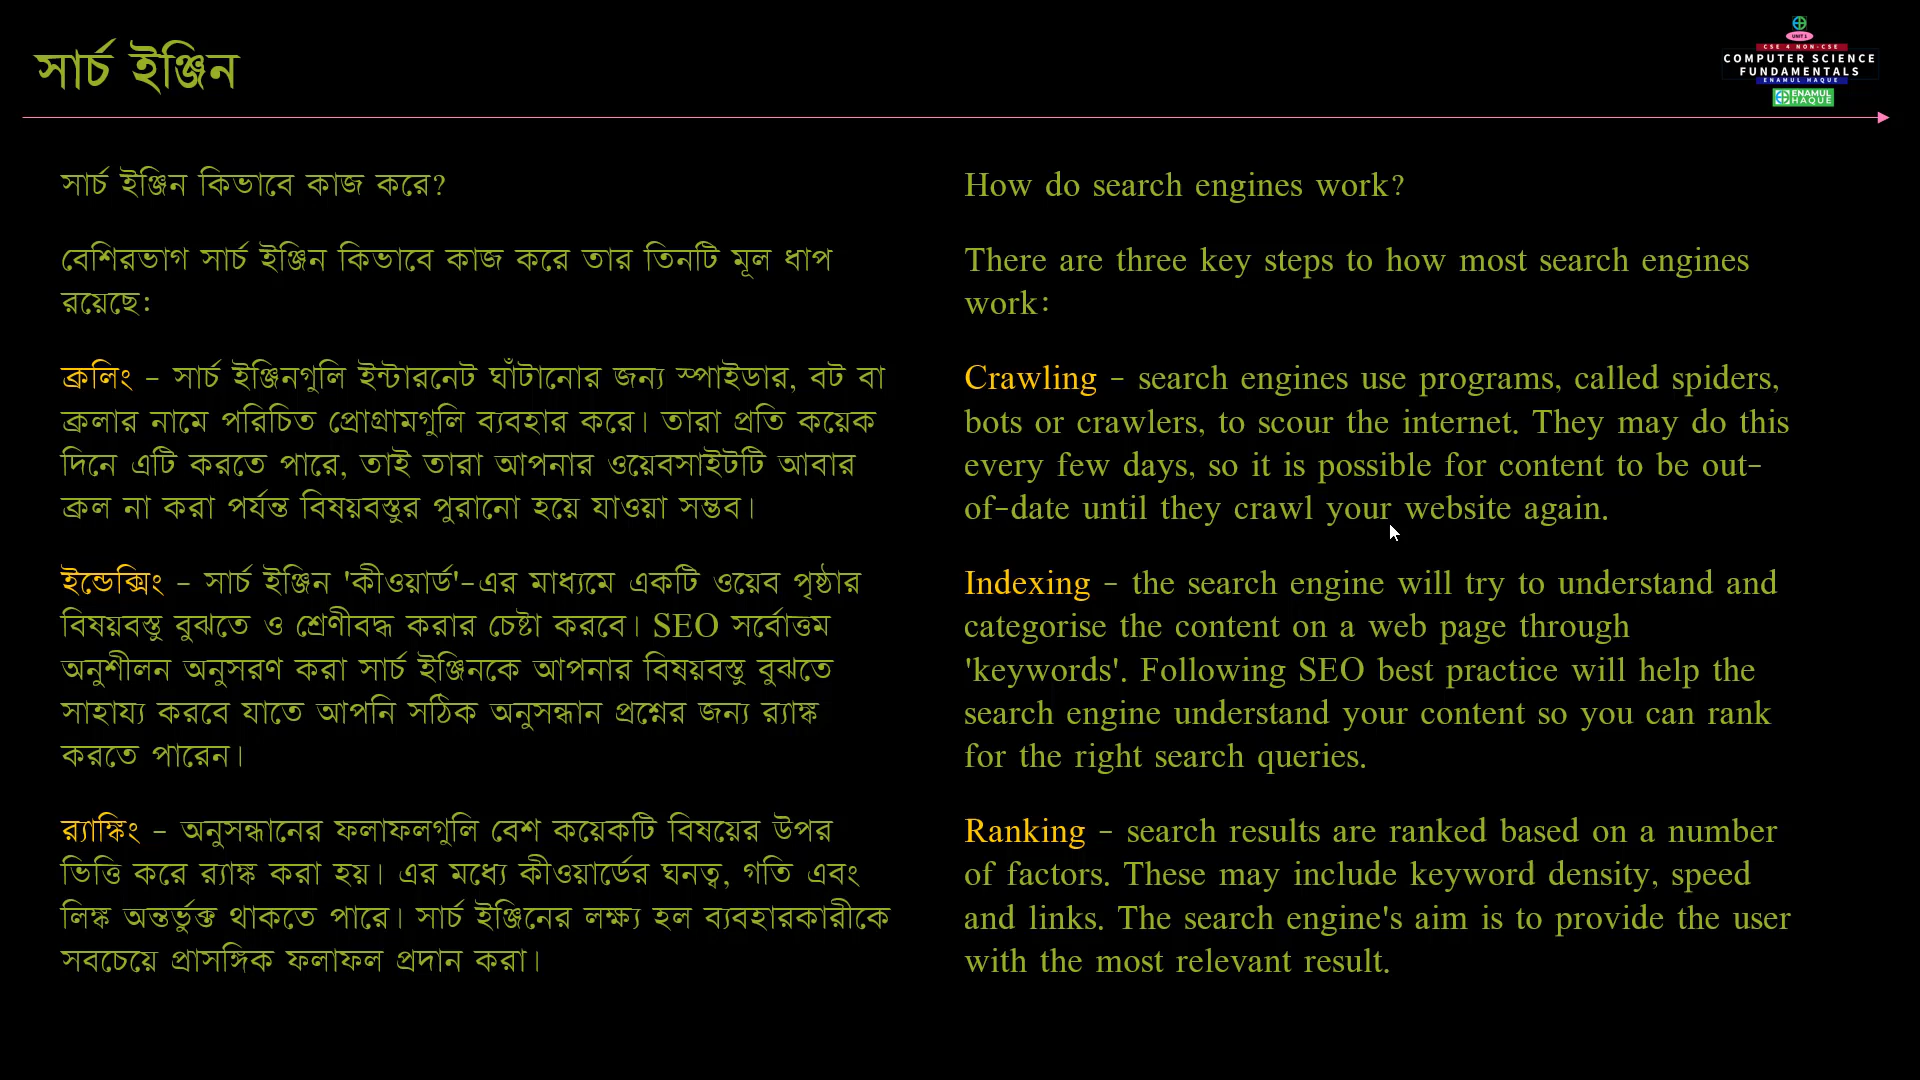 সার্চ ইঞ্জিন
UNIT 1
CSE 4 NON-CSE
COMPUTER SCIENCE
FUNDAMENTALS
ENAMUL HAQUE
ENAMUL
HAQUE
সার্চ ইঞ্জিন কিভাবে কাজ করে?
বেশিরভাগ সার্চ ইঞ্জিন কিভাবে কাজ করে তার তিনটি মূল ধাপ
রয়েছে:
ক্রলিং - সার্চ ইঞ্জিনগুলি ইন্টারনেট ঘাঁটানোর জন্য স্পাইডার, বট বা
ক্রলার নামে পরিচিত প্রোগ্রামগুলি ব্যবহার করে। তারা প্রতি কয়েক
দিনে এটি করতে পারে, তাই তারা আপনার ওয়েবসাইটটি আবার
ক্রল না করা পর্যন্ত বিষয়বস্তুর পুরানো হয়ে যাওয়া সম্ভব।
ইন্ডেক্সিং - সার্চ ইঞ্জিন 'কীওয়ার্ড'-এর মাধ্যমে একটি ওয়েব পৃষ্ঠার
বিষয়বস্তু বুঝতে ও শ্রেণীবদ্ধ করার চেষ্টা করবে। SEO সর্বোত্তম
অনুশীলন অনুসরণ করা সার্চ ইঞ্জিনকে আপনার বিষয়বস্তু বুঝতে
সাহায্য করবে যাতে আপনি সঠিক অনুসন্ধান প্রশ্নের জন্য র‍্যাঙ্ক
করতে পারেন।
র‍্যাঙ্কিং - অনুসন্ধানের ফলাফলগুলি বেশ কয়েকটি বিষয়ের উপর
ভিত্তি করে র‍্যাঙ্ক করা হয়। এর মধ্যে কীওয়ার্ডের ঘনত্ব, গতি এবং
লিঙ্ক অন্তর্ভুক্ত থাকতে পারে। সার্চ ইঞ্জিনের লক্ষ্য হল ব্যবহারকারীকে
সবচেয়ে প্রাসঙ্গিক ফলাফল প্রদান করা।
How do search engines work?
There are three key steps to how most search engines
work:
Crawling - search engines use programs, called spiders,
bots or crawlers, to scour the internet. They may do this
every few days, so it is possible for content to be out-
of-date until they crawl your website again.
Indexing - the search engine will try to understand and
categorise the content on a web page through
'keywords'. Following SEO best practice will help the
search engine understand your content so you can rank
for the right search queries.
Ranking - search results are ranked based on a number
of factors. These may include keyword density, speed
and links. The search engine's aim is to provide the user
with the most relevant result.